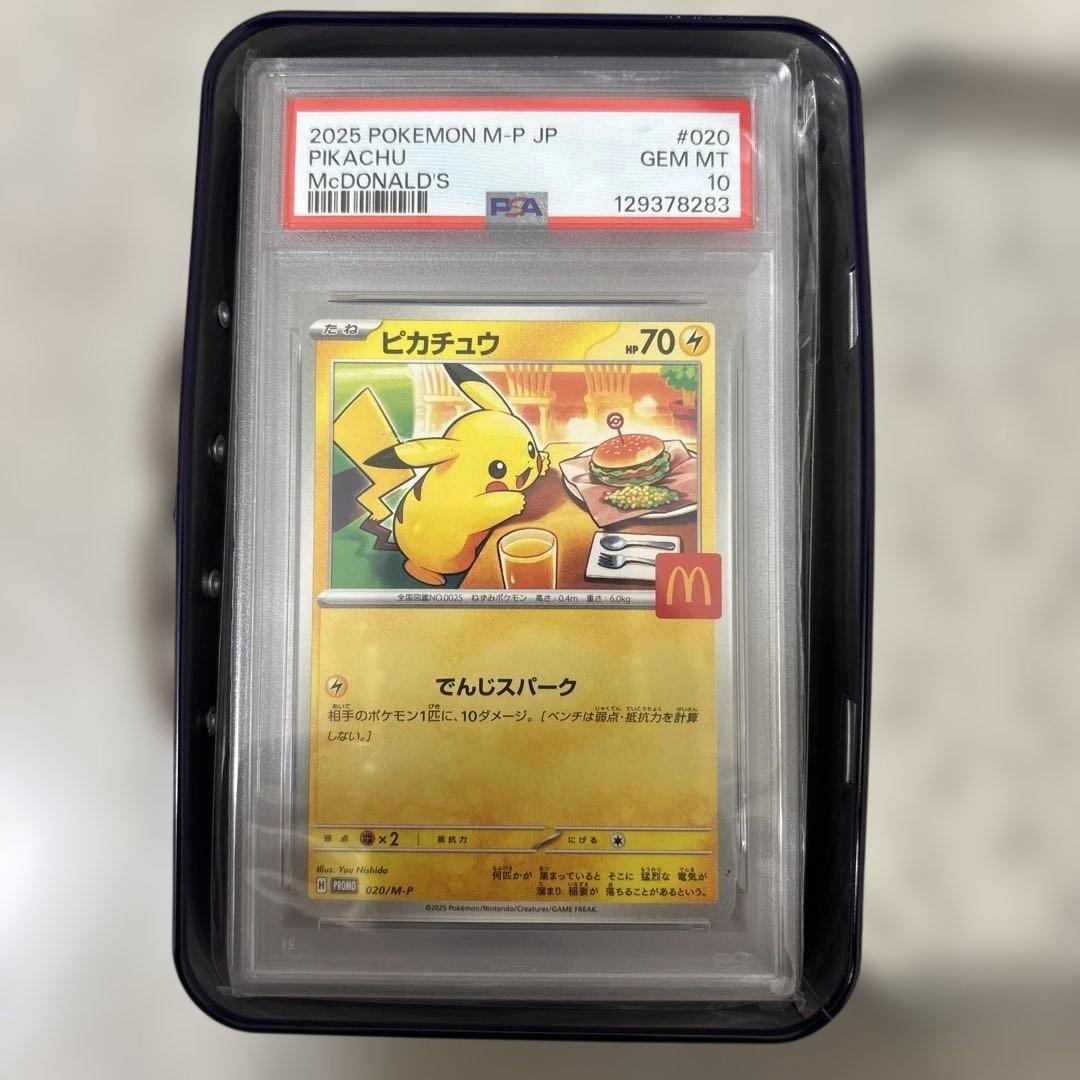 2025 POKEMON M-P JP #020
PIKACHU GEM MT
McDONALD'S 10
PSA 129378283
たね ピカチュウ HP 70
全国図鑑NO.0025 ねずみポケモン 高さ:0.4m 重さ:6.0kg
でんじスパーク
相手のポケモン1匹に、10ダメージ。[ベンチは弱点・抵抗力を計算
しない。]
弱点 ×2 抵抗力 にげる
Illus. Yuu Nishida
何匹かが 集まっていると そこに 猛烈な 電気が
溜まり 稲妻が 落ちることがあるという。
H PROMO 020/M-P
©2025 Pokémon/Nintendo/Creatures/GAME FREAK.